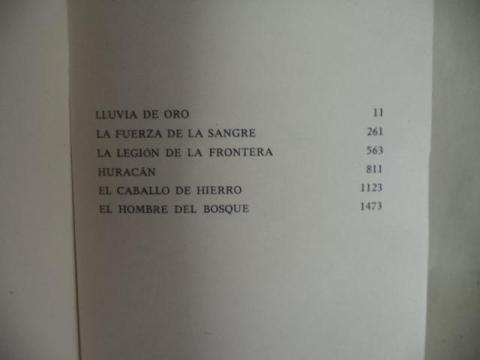 LLUVIA DE ORO 11
LA FUERZA DE LA SANGRE 261
LA LEGIÓN DE LA FRONTERA 563
HURACÁN 811
EL CABALLO DE HIERRO 1123
EL HOMBRE DEL BOSQUE 1473